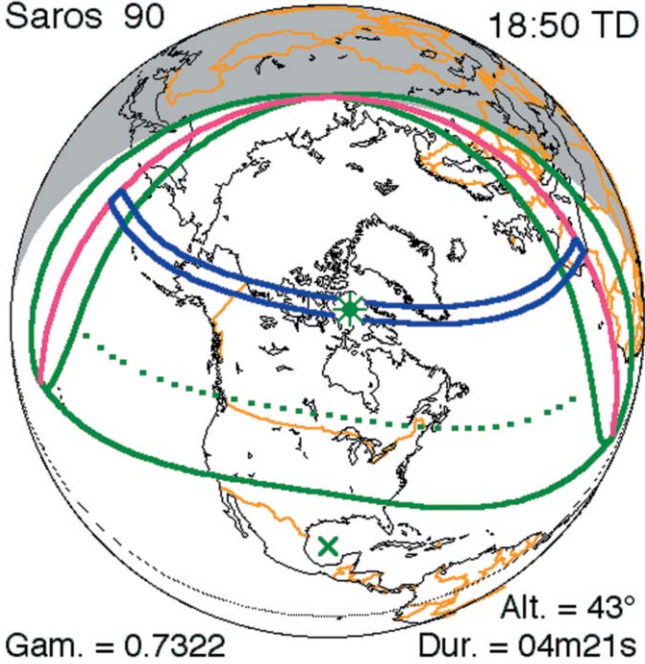 Saros 90
18:50 TD
Alt. = 43°
Gam. = 0.7322
Dur. = 04m21s